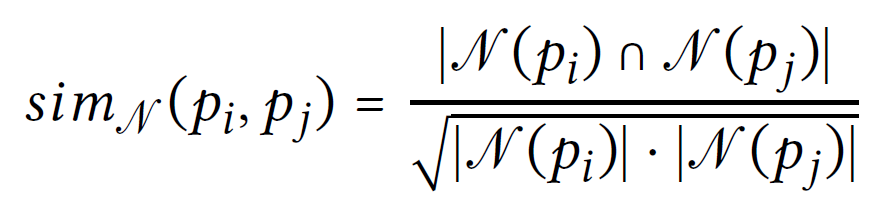 sim_𝒩(p_i, p_j) = |𝒩(p_i) ∩ 𝒩(p_j)| / √(|𝒩(p_i)| · |𝒩(p_j)|)